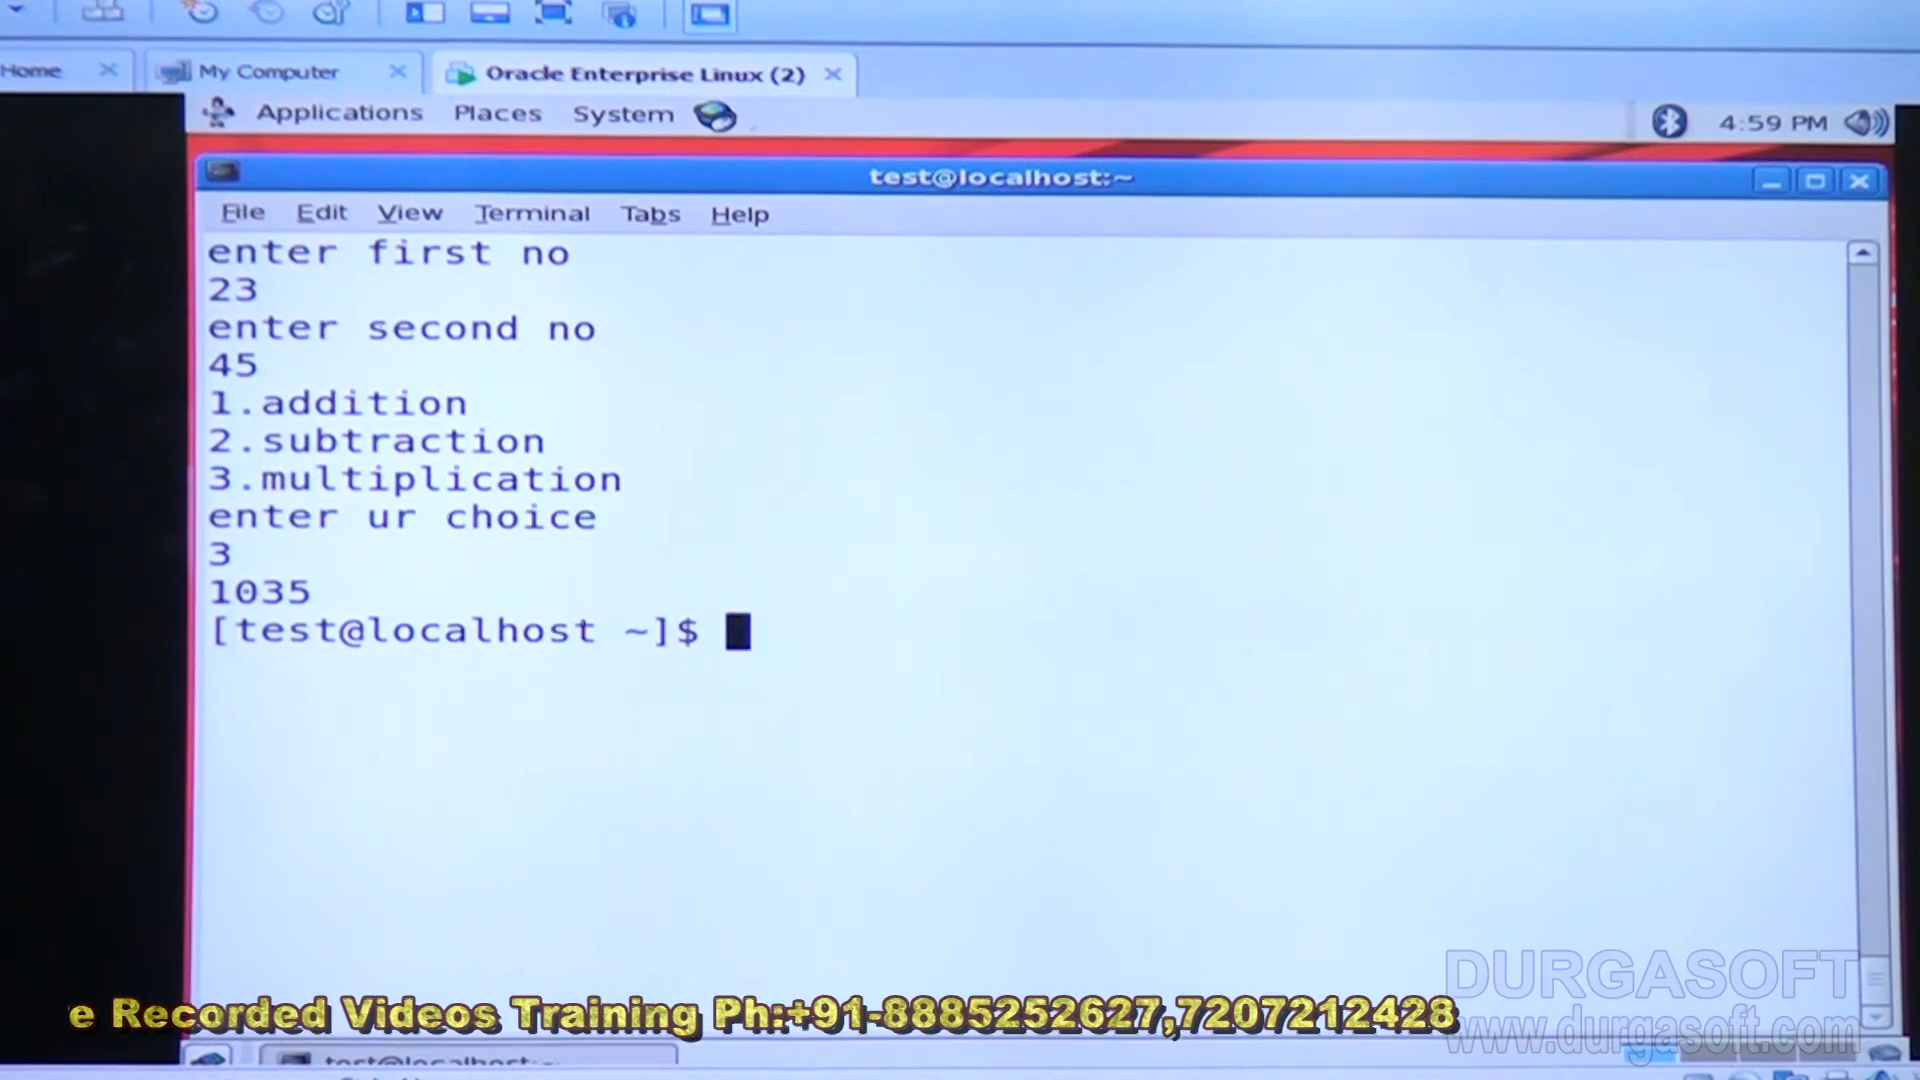 Home
My Computer
Oracle Enterprise Linux (2)
Applications Places System
4:59 PM
test@localhost:~
File Edit View Terminal Tabs Help
enter first no
23
enter second no
45
1.addition
2.subtraction
3.multiplication
enter ur choice
3
1035
[test@localhost ~]$
DURGASOFT
www.durgasoft.com
e Recorded Videos Training Ph:+91-8885252627,7207212428
test@localhost:~